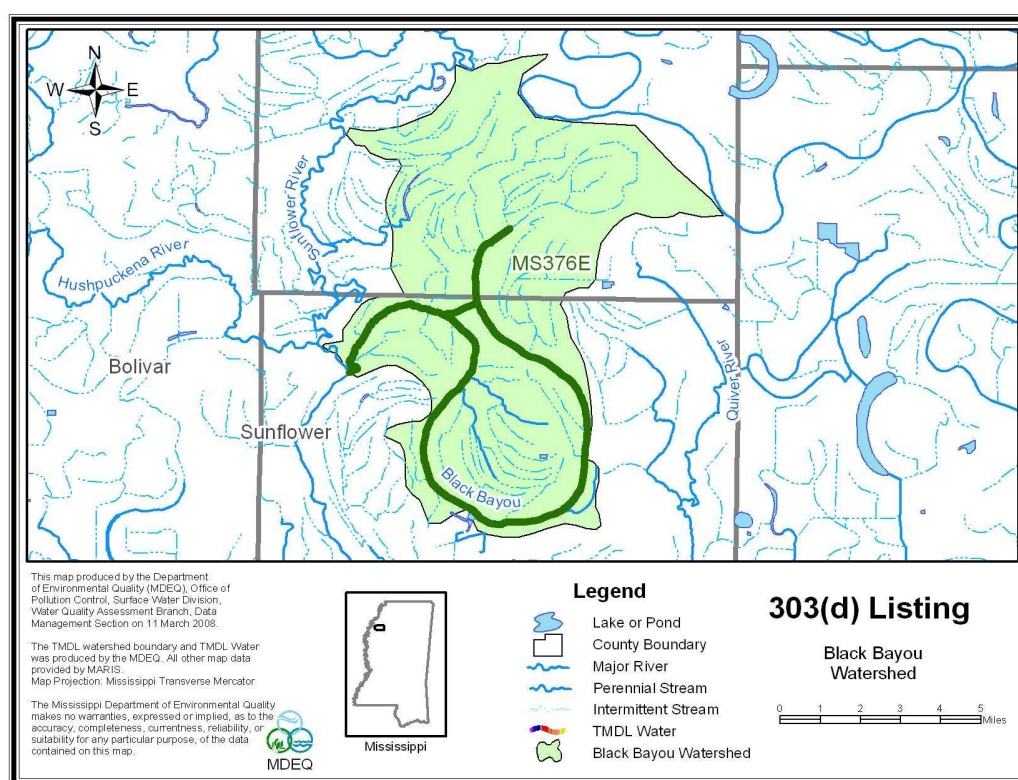 N
W E
S
Sunflower River
Hushpuckena River
MS376E
Bolivar
Sunflower
Quiver River
Black Bayou
This map produced by the Department
of Environmental Quality (MDEQ), Office of
Pollution Control, Surface Water Division,
Water Quality Assessment Branch, Data
Management Section on 11 March 2008.
The TMDL watershed boundary and TMDL Water
was produced by the MDEQ. All other map data
provided by MARIS.
Map Projection: Mississippi Transverse Mercator
The Mississippi Department of Environmental Quality
makes no warranties, expressed or implied, as to the
accuracy, completeness, currentness, reliability, or
suitability for any particular purpose, of the data
contained on this map.
MDEQ
Mississippi
Legend
Lake or Pond
County Boundary
Major River
Perennial Stream
Intermittent Stream
TMDL Water
Black Bayou Watershed
303(d) Listing
Black Bayou
Watershed
0 1 2 3 4 5
Miles